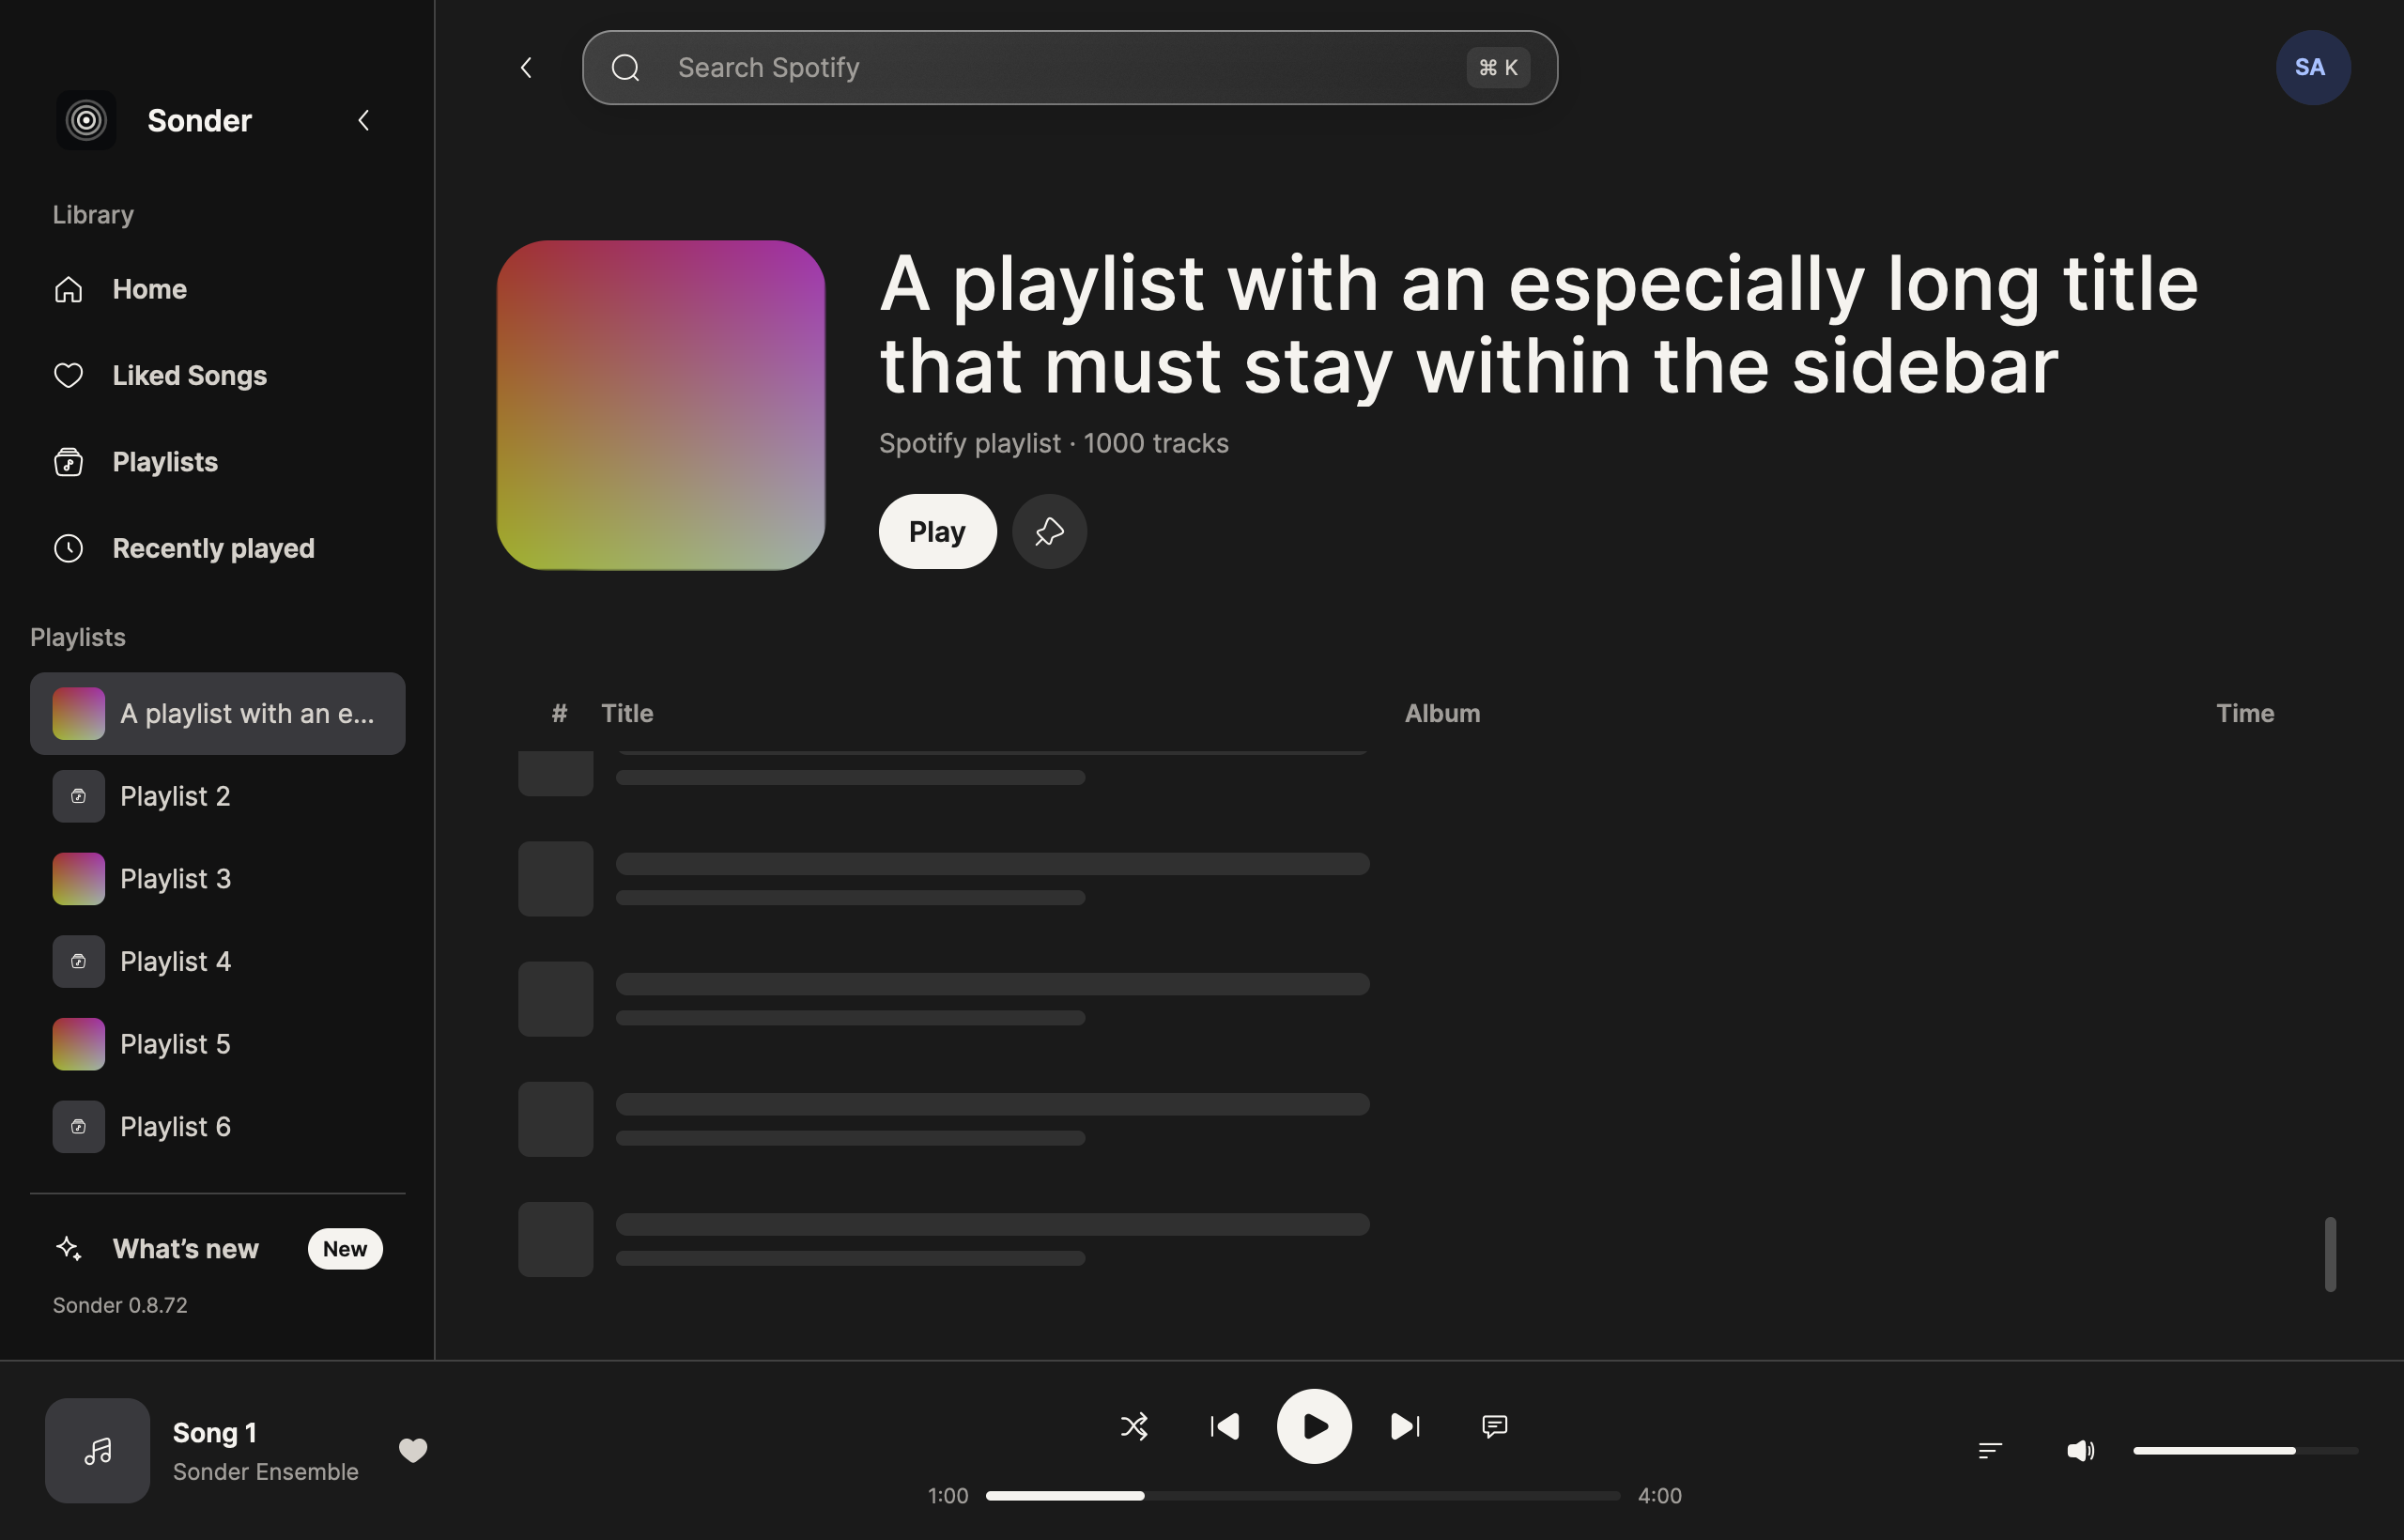 Sonder
Library
Home
Liked Songs
Playlists
Recently played
Playlists
A playlist with an e...
Playlist 2
Playlist 3
Playlist 4
Playlist 5
Playlist 6
What’s new
New
Sonder 0.8.72
Search Spotify
⌘ K
SA
A playlist with an especially long title
that must stay within the sidebar
Spotify playlist · 1000 tracks
Play
# Title Album Time
Song 1
Sonder Ensemble
1:00
4:00